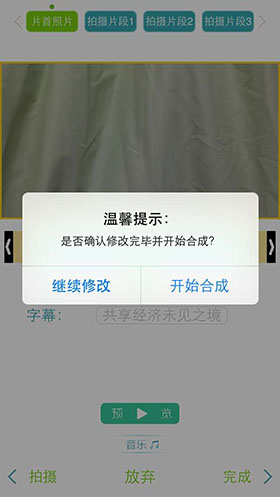 片首照片 拍摄片段1 拍摄片段2 拍摄片段3
温馨提示：
是否确认修改完毕并开始合成?
继续修改 开始合成
字幕： 共享经济未见之境
预 览
音乐
拍摄 放弃 完成